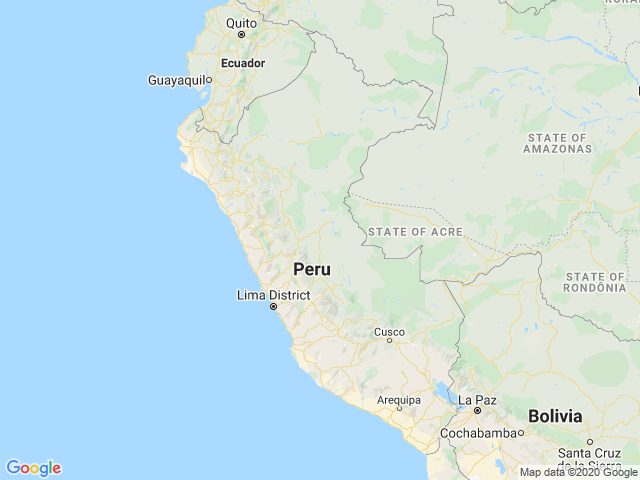 Quito
Ecuador
Guayaquil
STATE OF
AMAZONAS
STATE OF ACRE
Peru
STATE OF
RONDÔNIA
Lima District
Cusco
Arequipa
La Paz
Bolivia
Cochabamba
Santa Cruz
de la Sierra
Google
Map data ©2020 Google